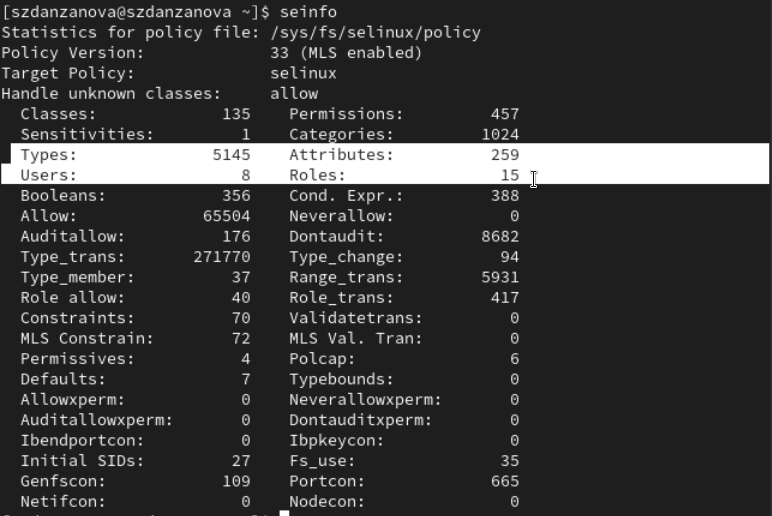 [szdanzanova@szdanzanova ~]$ seinfo
Statistics for policy file: /sys/fs/selinux/policy
Policy Version:             33 (MLS enabled)
Target Policy:              selinux
Handle unknown classes:     allow
  Classes:             135    Permissions:         457
  Sensitivities:         1    Categories:         1024
  Types:              5145    Attributes:          259
  Users:                 8    Roles:                15
  Booleans:            356    Cond. Expr.:         388
  Allow:             65504    Neverallow:            0
  Auditallow:          176    Dontaudit:          8682
  Type_trans:       271770    Type_change:          94
  Type_member:          37    Range_trans:        5931
  Role allow:           40    Role_trans:          417
  Constraints:          70    Validatetrans:         0
  MLS Constrain:        72    MLS Val. Tran:         0
  Permissives:           4    Polcap:                6
  Defaults:              7    Typebounds:            0
  Allowxperm:            0    Neverallowxperm:       0
  Auditallowxperm:       0    Dontauditxperm:        0
  Ibendportcon:          0    Ibpkeycon:             0
  Initial SIDs:         27    Fs_use:               35
  Genfscon:            109    Portcon:             665
  Netifcon:              0    Nodecon:               0